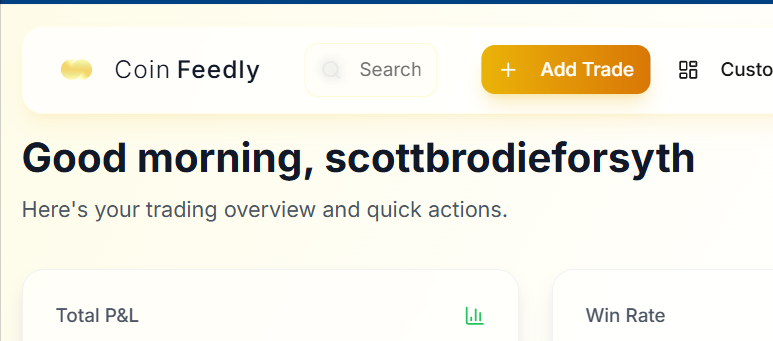 Coin Feedly
Search
+ Add Trade
Custo
Good morning, scottbrodieforsyth
Here's your trading overview and quick actions.
Total P&L
Win Rate